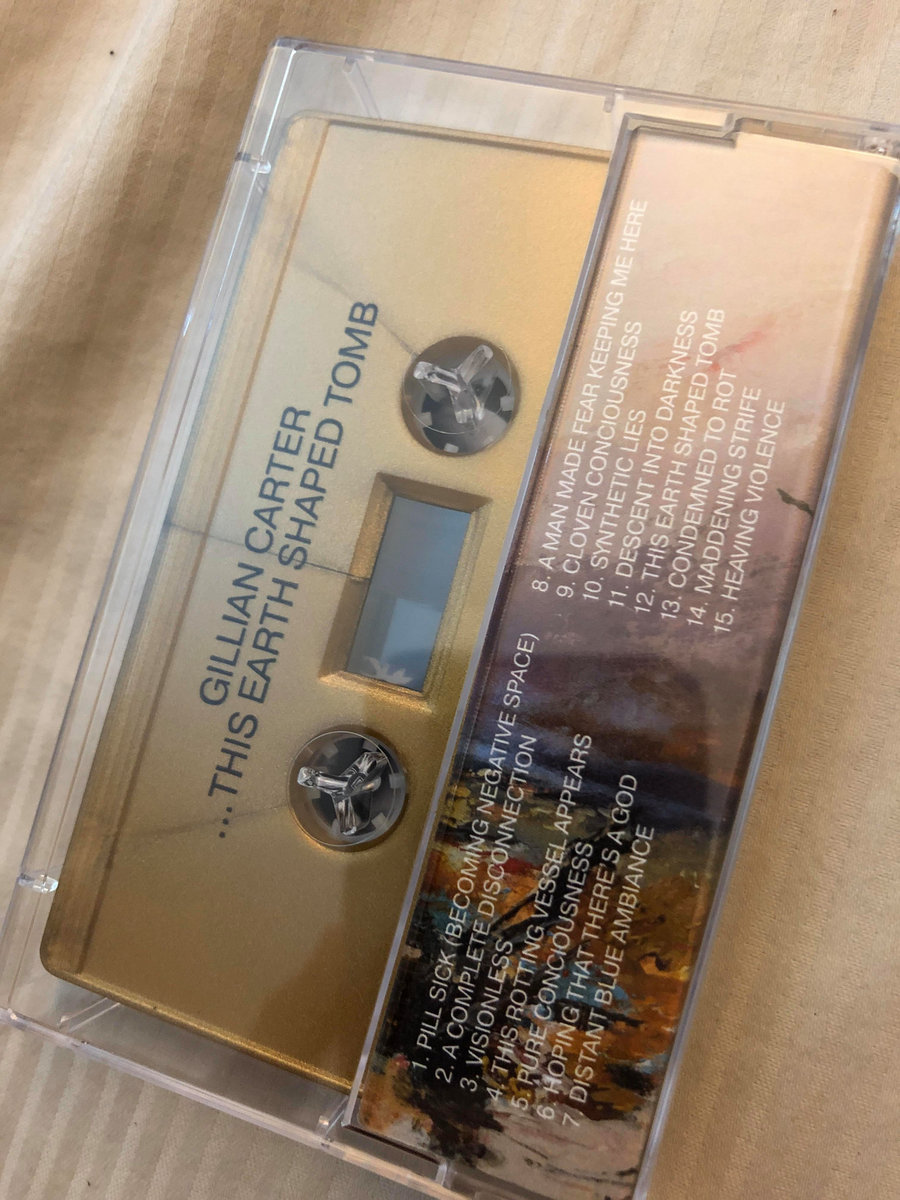 GILLIAN CARTER
...THIS EARTH SHAPED TOMB
1. PILL SICK (BECOMING NEGATIVE SPACE)
2. A COMPLETE DISCONNECTION
3. VISIONLESS
4. THIS ROTTING VESSEL APPEARS
5. PURE CONCIOUSNESS
6. HOPING THAT THERE'S A GOD
7. DISTANT BLUE AMBIANCE
8. A MAN MADE FEAR KEEPING ME HERE
9. CLOVEN CONCIOUSNESS
10. SYNTHETIC LIES
11. DESCENT INTO DARKNESS
12. THIS EARTH SHAPED TOMB
13. CONDEMNED TO ROT
14. MADDENING STRIFE
15. HEAVING VIOLENCE